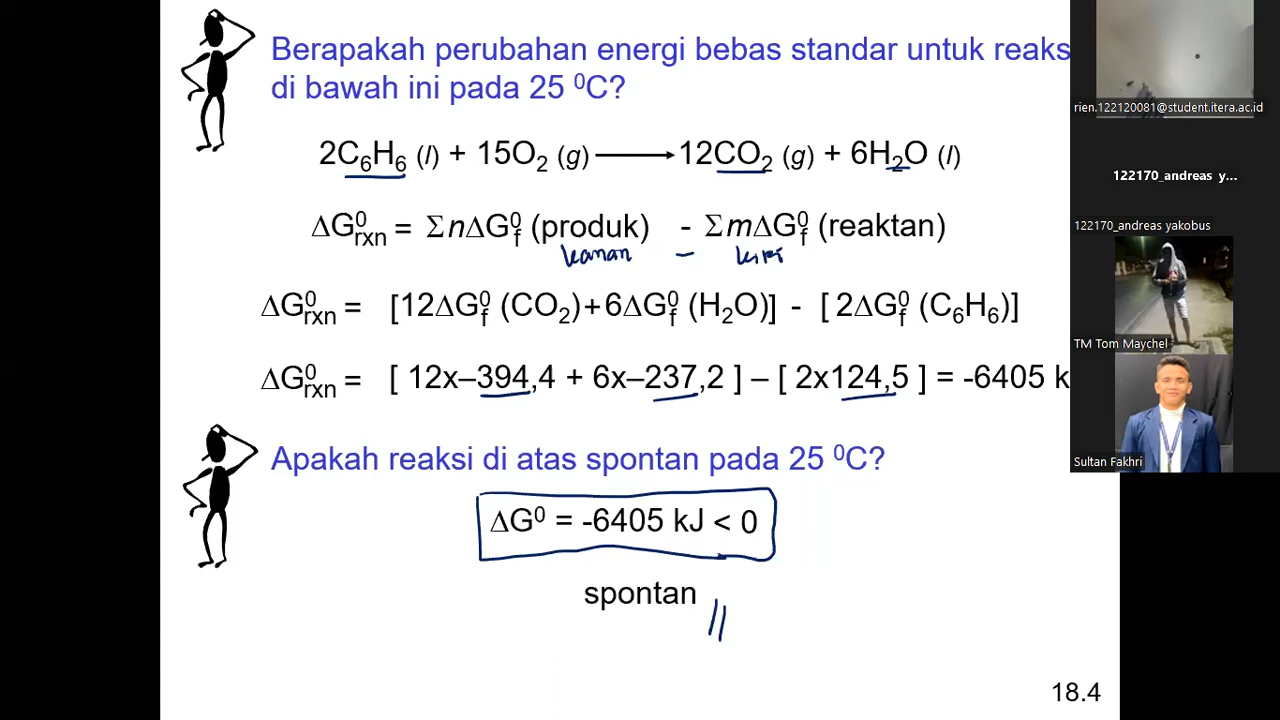 Berapakah perubahan energi bebas standar untuk reaks
di bawah ini pada 25 ⁰C?
2C₆H₆ (l) + 15O₂ (g) ⟶ 12CO₂ (g) + 6H₂O (l)
ΔG⁰rxn = ΣnΔG⁰f (produk) - ΣmΔG⁰f (reaktan)
kanan – kiri
ΔG⁰rxn = [12ΔG⁰f (CO₂)+6ΔG⁰f (H₂O)] - [ 2ΔG⁰f (C₆H₆)]
ΔG⁰rxn = [ 12x–394,4 + 6x–237,2 ] – [ 2x124,5 ] = -6405 k
Apakah reaksi di atas spontan pada 25 ⁰C?
ΔG⁰ = -6405 kJ < 0
spontan //
18.4
rien.122120081@student.itera.ac.id
122170_andreas y...
122170_andreas yakobus
TM Tom Maychel
Sultan Fakhri